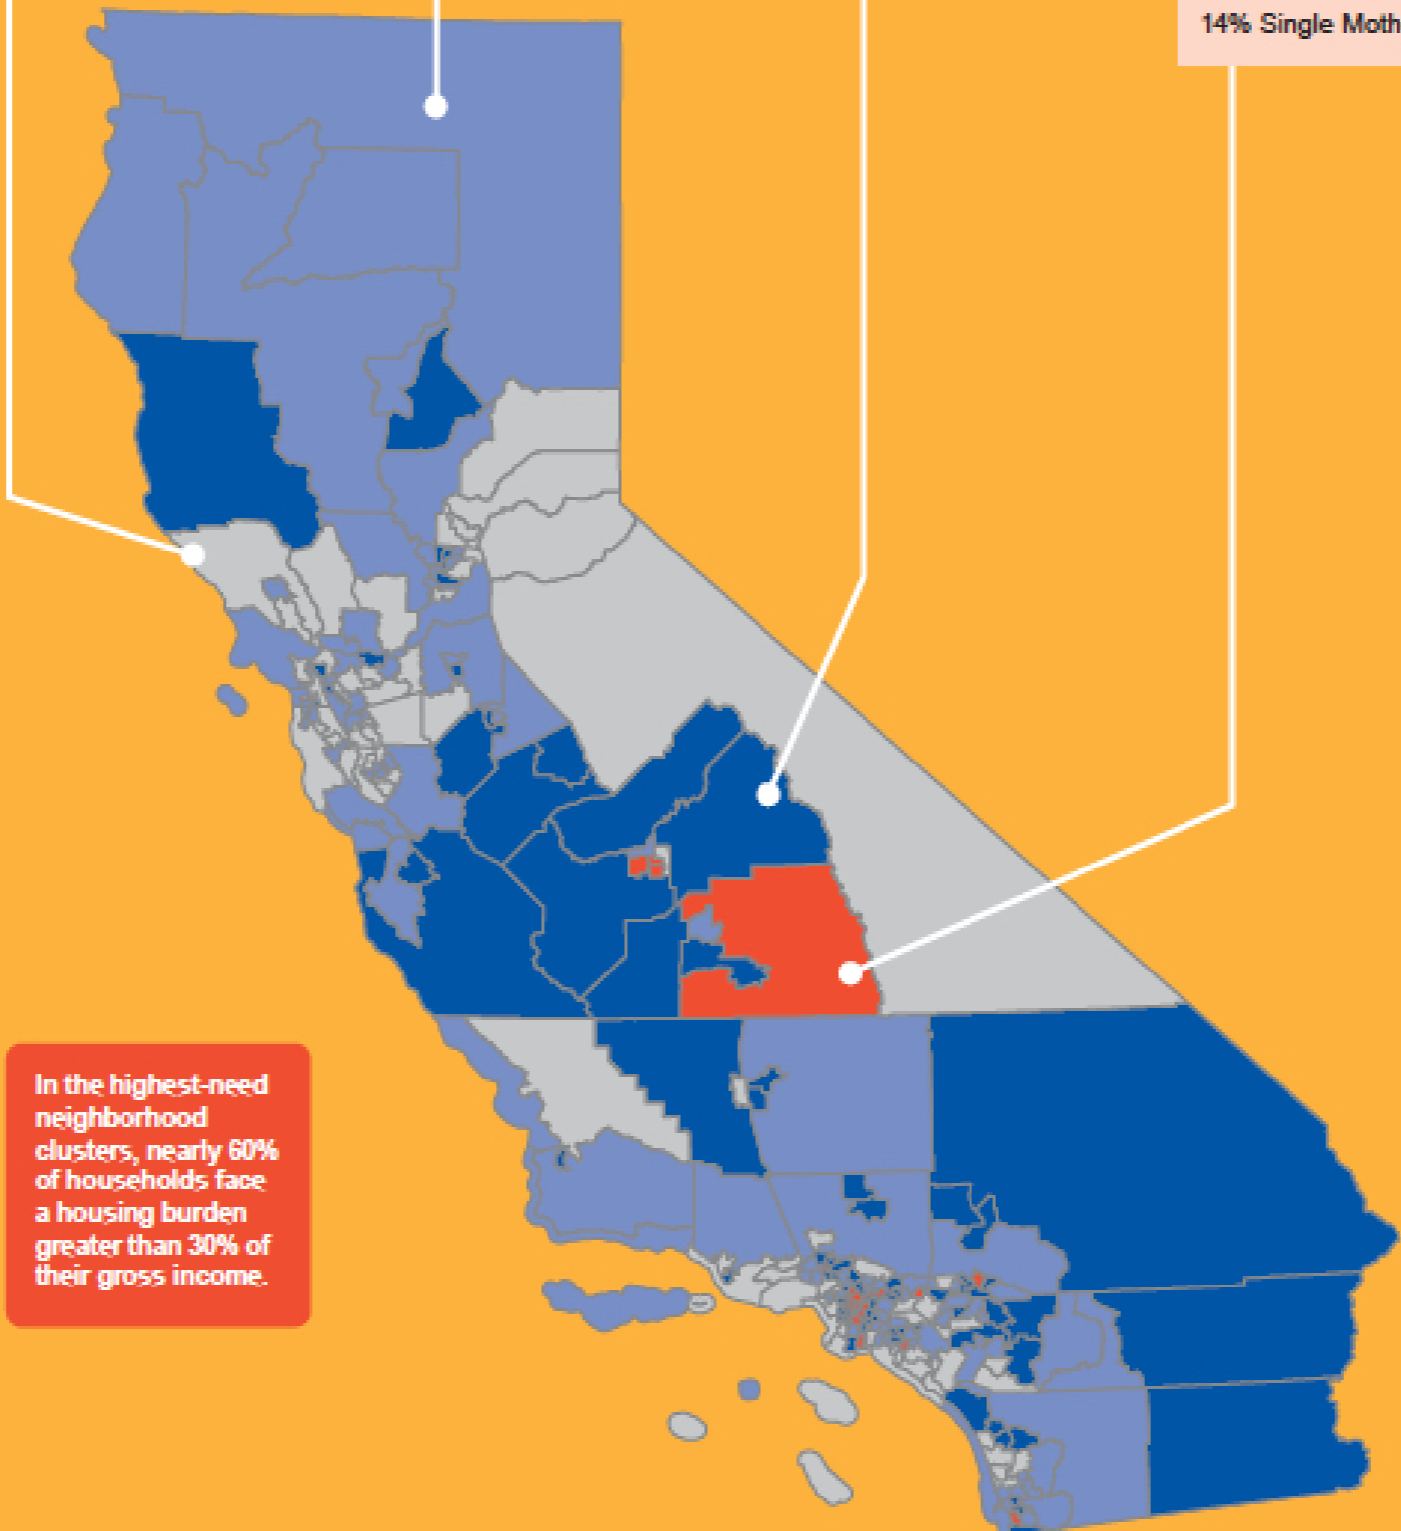 14% Single Moth
In the highest-need
neighborhood
clusters, nearly 60%
of households face
a housing burden
greater than 30% of
their gross income.